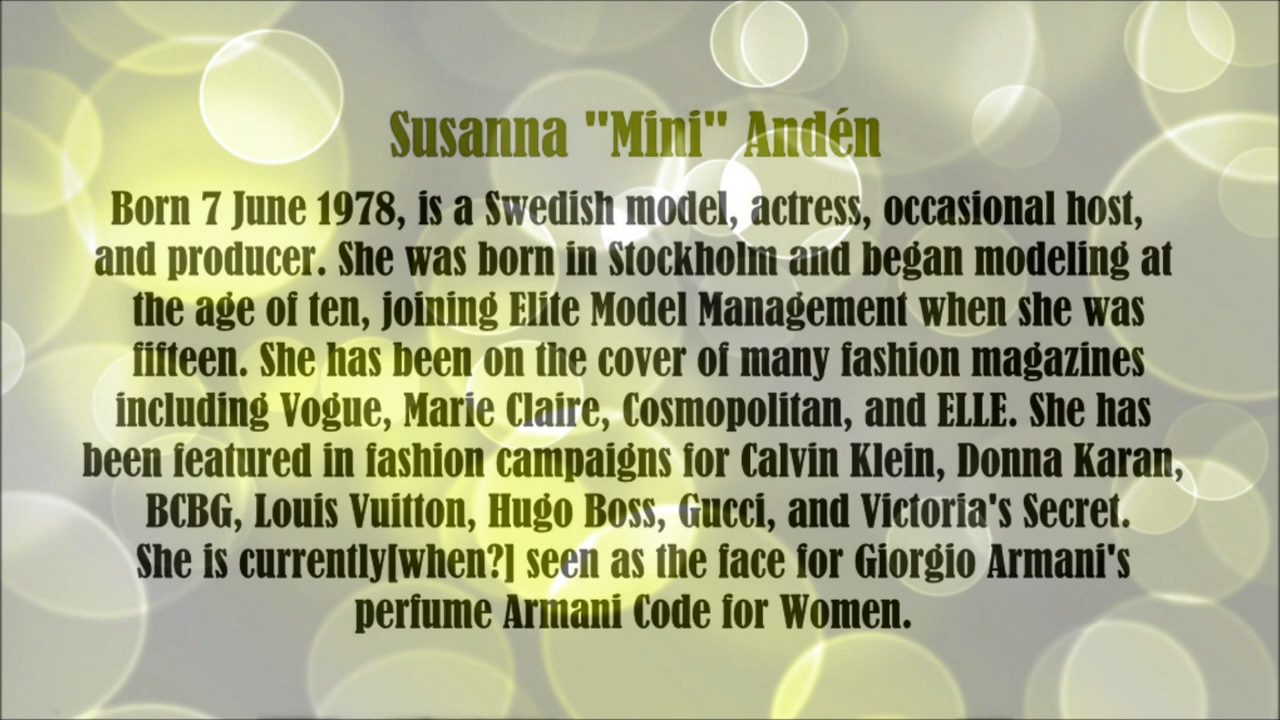 Susanna "Mini" Andén
Born 7 June 1978, is a Swedish model, actress, occasional host,
and producer. She was born in Stockholm and began modeling at
the age of ten, joining Elite Model Management when she was
fifteen. She has been on the cover of many fashion magazines
including Vogue, Marie Claire, Cosmopolitan, and ELLE. She has
been featured in fashion campaigns for Calvin Klein, Donna Karan,
BCBG, Louis Vuitton, Hugo Boss, Gucci, and Victoria's Secret.
She is currently[when?] seen as the face for Giorgio Armani's
perfume Armani Code for Women.